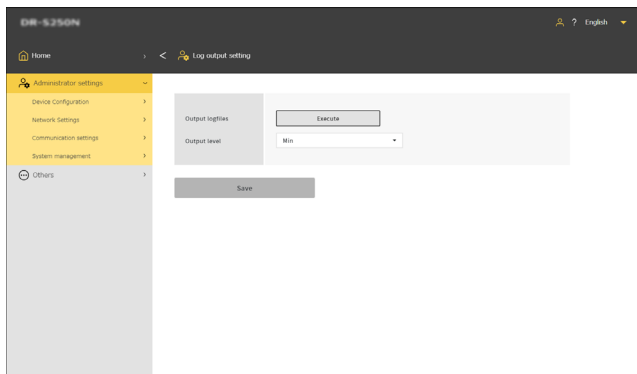 DR-S250N
? English
Home
< Log output setting
Administrator settings
Device Configuration
Network Settings
Communication settings
System management
Others
Output logfiles
Execute
Output level
Min
Save